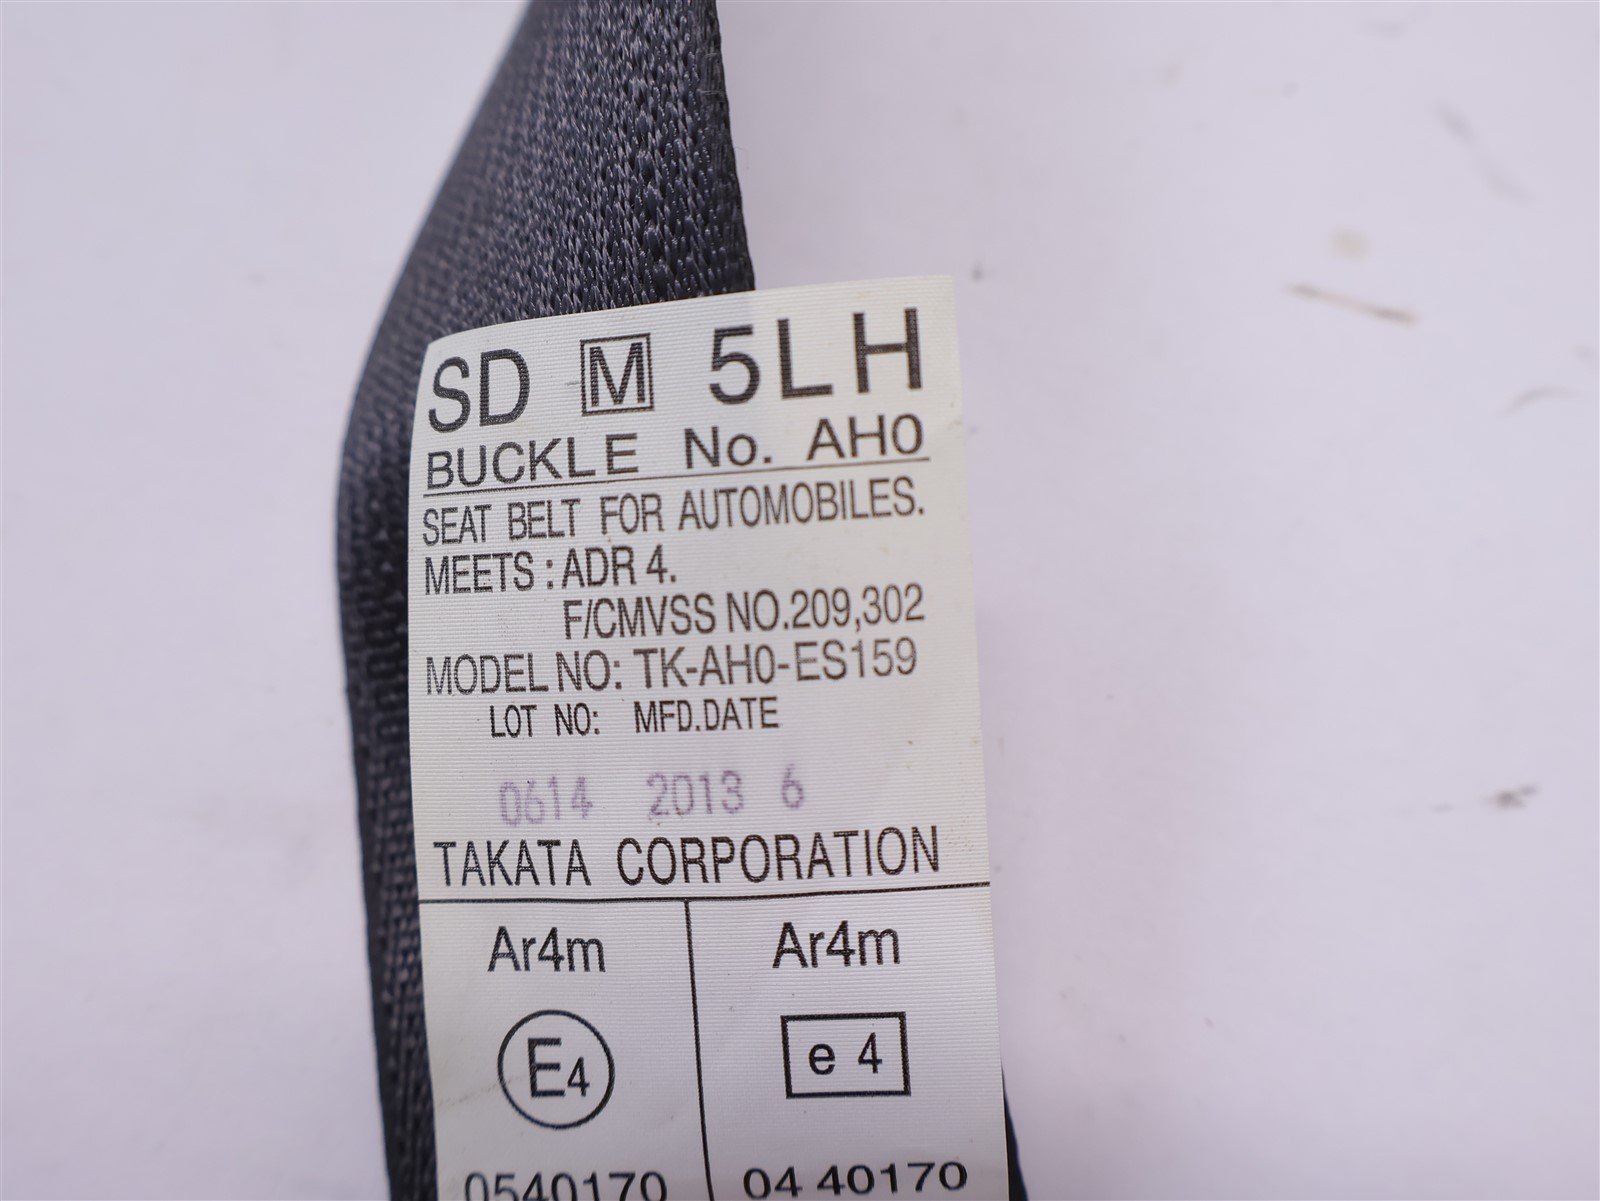 SD M 5LH
BUCKLE No. AH0
SEAT BELT FOR AUTOMOBILES.
MEETS : ADR 4.
F/CMVSS NO.209,302
MODEL NO: TK-AH0-ES159
LOT NO: MFD.DATE
0614 2013 6
TAKATA CORPORATION
Ar4m Ar4m
E4 e 4
0540170 04 40170